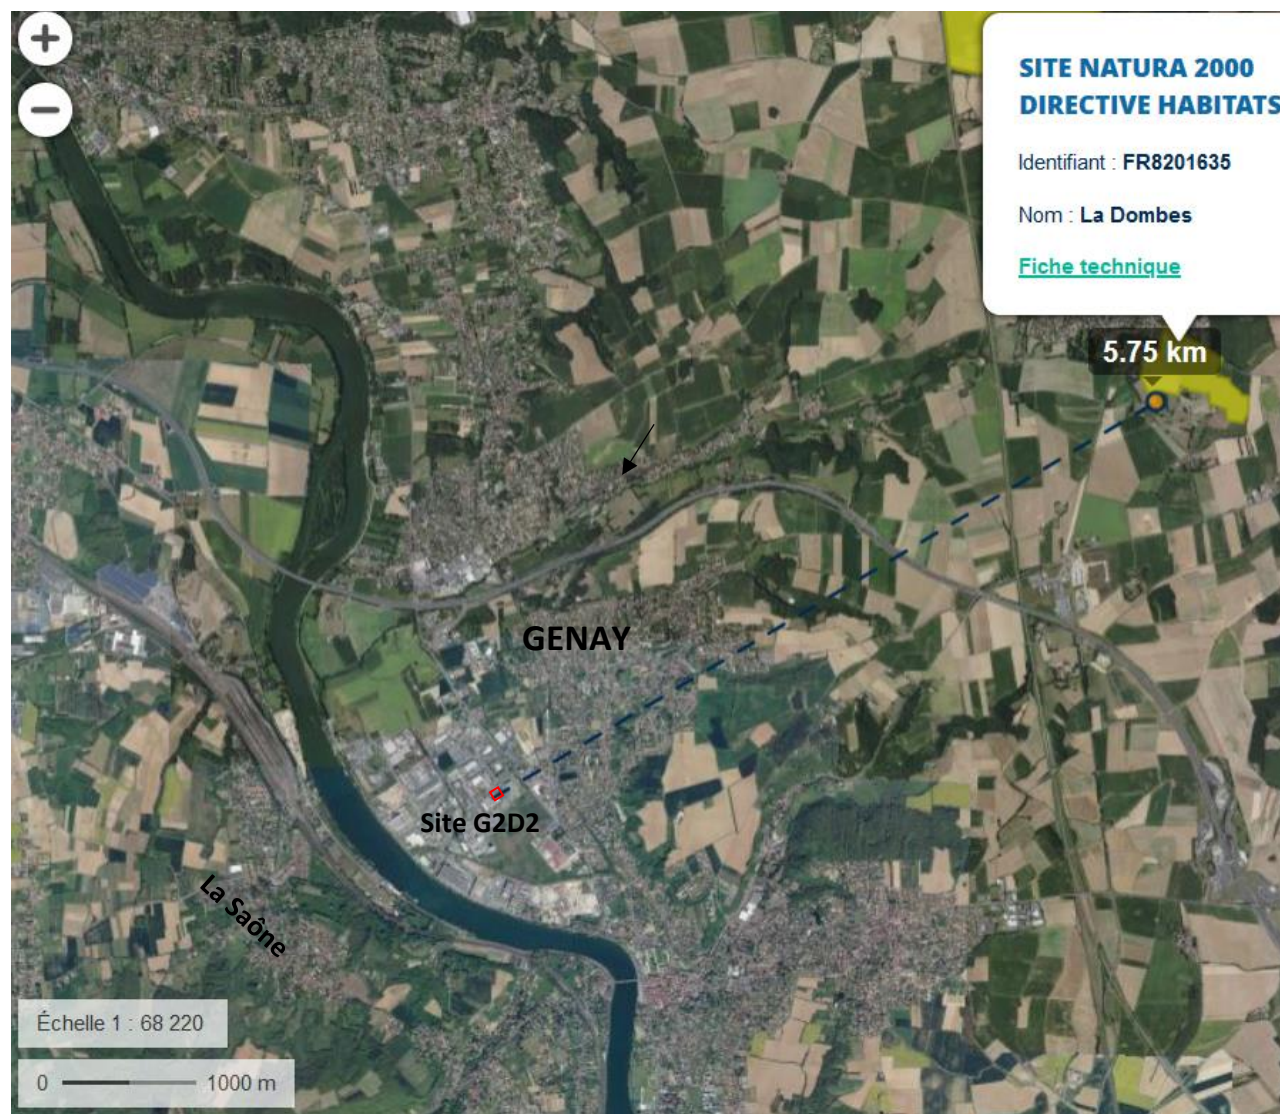 +
−
SITE NATURA 2000
DIRECTIVE HABITATS
Identifiant : FR8201635
Nom : La Dombes
Fiche technique
5.75 km
GENAY
Site G2D2
La Saône
Échelle 1 : 68 220
0 1000 m